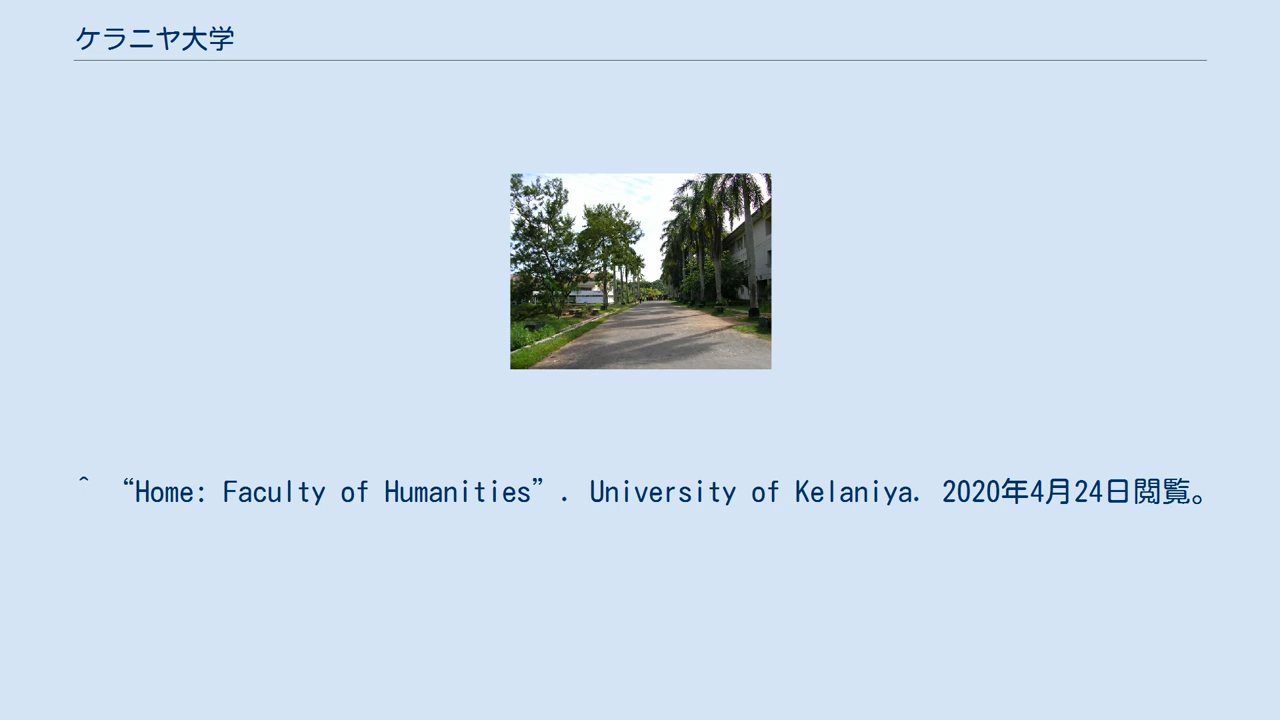 ケラニヤ大学
^ “Home: Faculty of Humanities”. University of Kelaniya. 2020年4月24日閲覧。